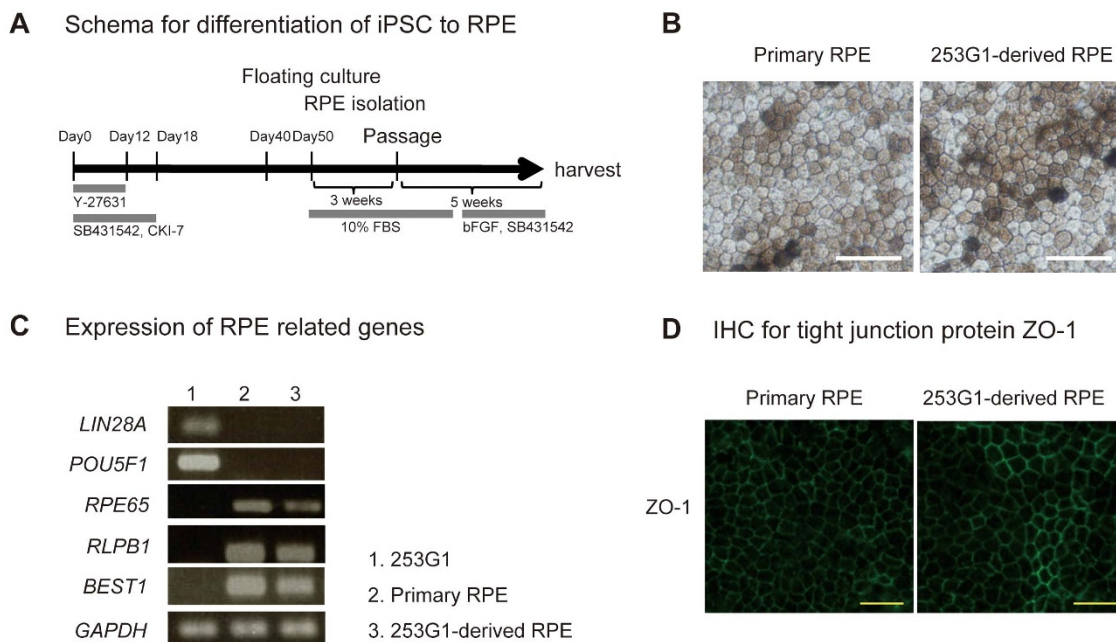 A Schema for differentiation of iPSC to RPE
Floating culture
RPE isolation
Day0 Day12 Day18 Day40 Day50 Passage
harvest
Y-27631
3 weeks 5 weeks
SB431542, CKI-7 10% FBS bFGF, SB431542
B
Primary RPE 253G1-derived RPE
C Expression of RPE related genes
1 2 3
LIN28A
POU5F1
RPE65
RLPB1
BEST1
GAPDH
1. 253G1
2. Primary RPE
3. 253G1-derived RPE
D IHC for tight junction protein ZO-1
Primary RPE 253G1-derived RPE
ZO-1